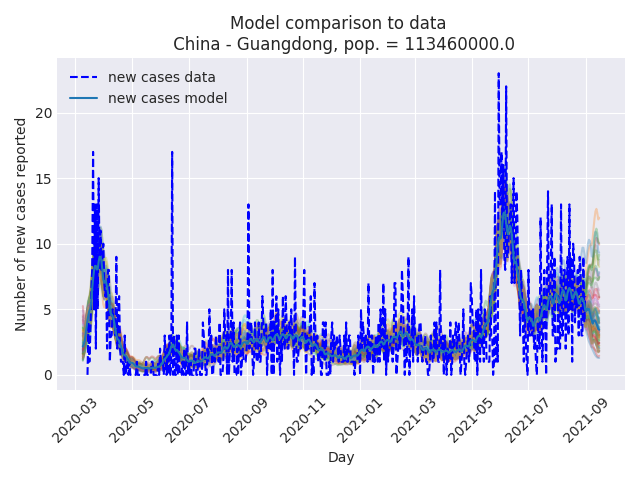 Model comparison to data
China - Guangdong, pop. = 113460000.0
new cases data
new cases model
Number of new cases reported
20
15
10
5
0
2020-03
2020-05
2020-07
2020-09
2020-11
2021-01
2021-03
2021-05
2021-07
2021-09
Day